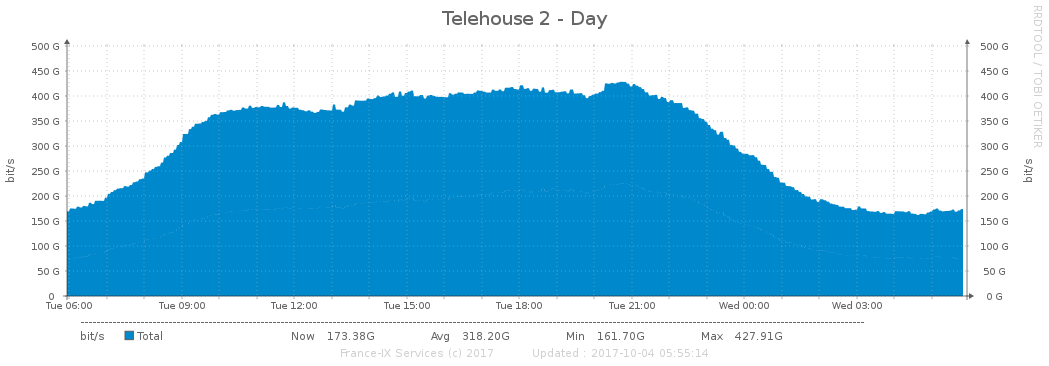 Telehouse 2 - Day
RRDTOOL / TOBI OETIKER
bit/s
500 G 500 G
450 G 450 G
400 G 400 G
350 G 350 G
300 G 300 G
250 G 250 G
200 G 200 G
150 G 150 G
100 G 100 G
50 G 50 G
0 0 G
bit/s
Tue 06:00 Tue 09:00 Tue 12:00 Tue 15:00 Tue 18:00 Tue 21:00 Wed 00:00 Wed 03:00
bit/s Total Now 173.38G Avg 318.20G Min 161.70G Max 427.91G
France-IX Services (c) 2017 Updated : 2017-10-04 05:55:14